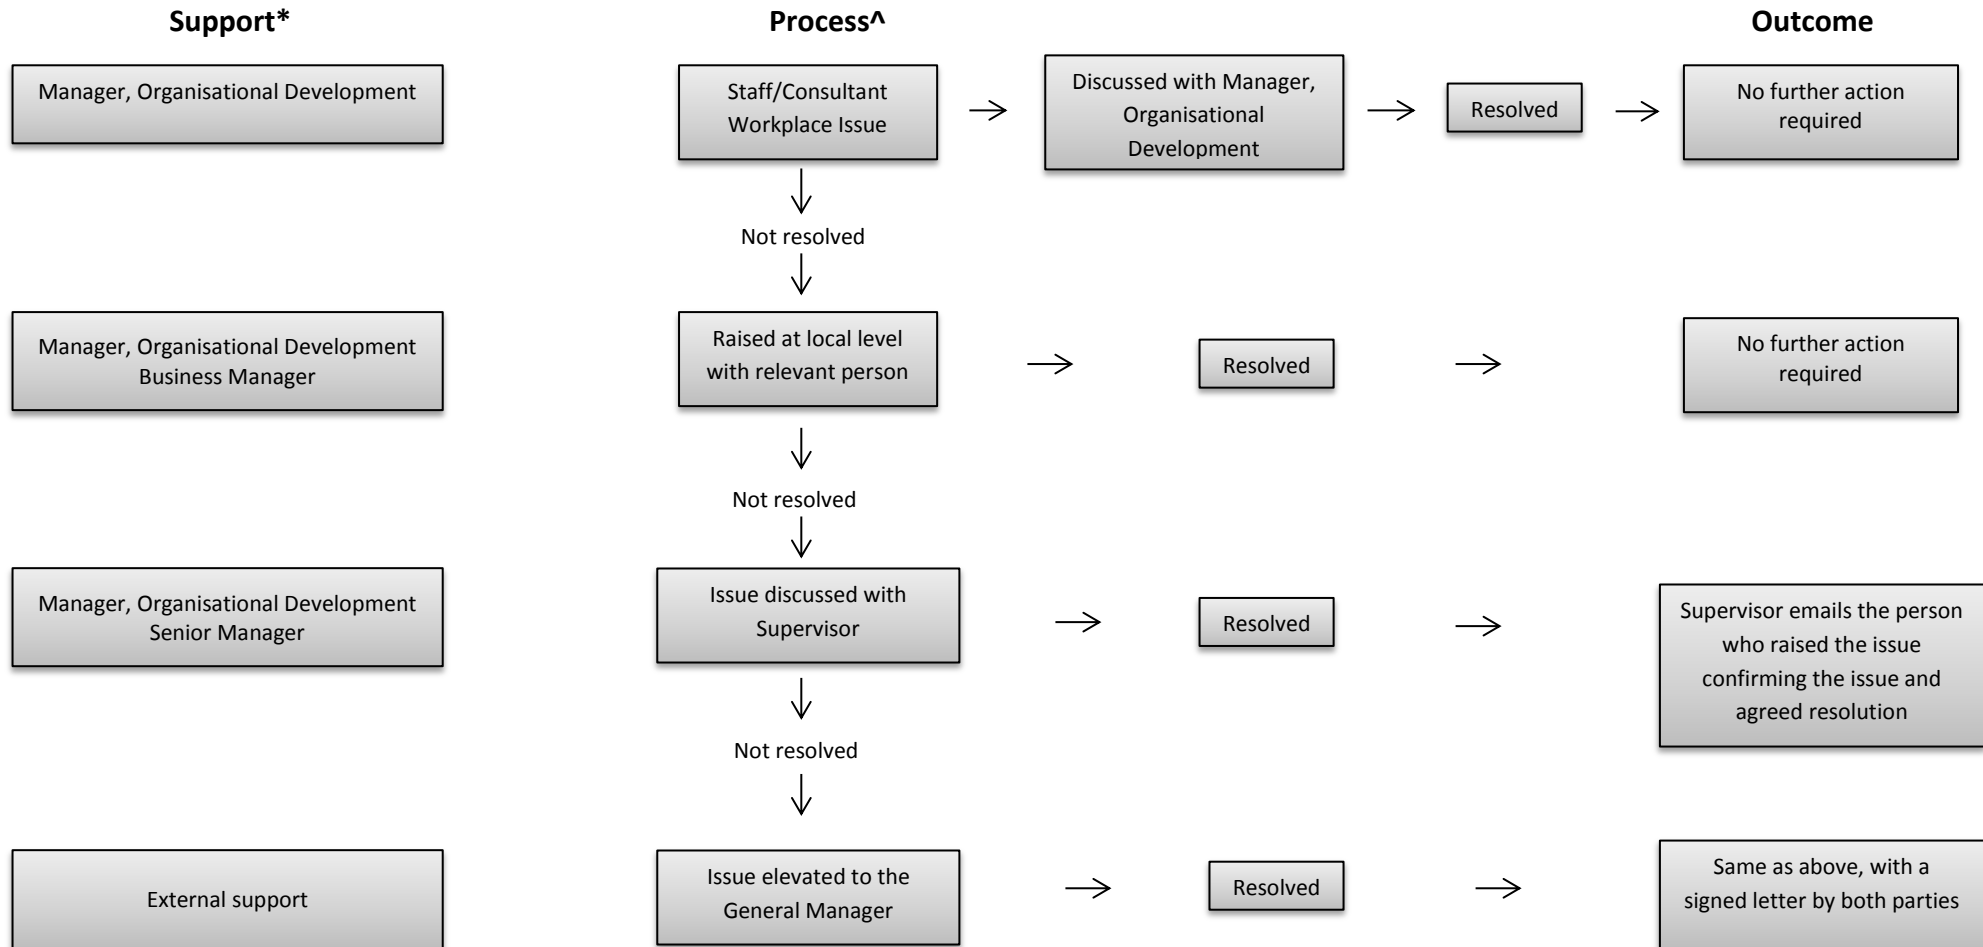 Support*
Process^
Outcome
Manager, Organisational Development
Staff/Consultant
Workplace Issue
Discussed with Manager,
Organisational
Development
Resolved
No further action
required
Not resolved
Manager, Organisational Development
Business Manager
Raised at local level
with relevant person
Resolved
No further action
required
Not resolved
Manager, Organisational Development
Senior Manager
Issue discussed with
Supervisor
Resolved
Supervisor emails the person
who raised the issue
confirming the issue and
agreed resolution
Not resolved
External support
Issue elevated to the
General Manager
Resolved
Same as above, with a
signed letter by both parties